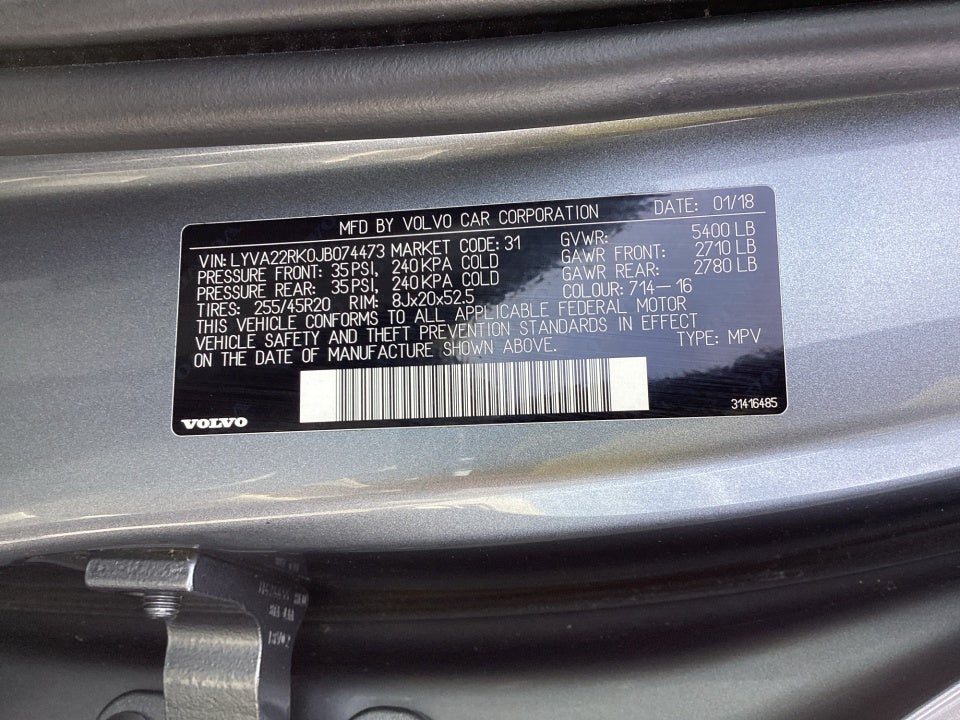 MFD BY VOLVO CAR CORPORATION DATE: 01/18
VIN: LYVA22RK0JB074473 MARKET CODE: 31 GVWR: 5400 LB
PRESSURE FRONT: 35 PSI, 240 KPA COLD GAWR FRONT: 2710 LB
PRESSURE REAR: 35 PSI, 240 KPA COLD GAWR REAR: 2780 LB
TIRES: 255/45R20 RIM: 8Jx20x52.5 COLOUR: 714-16
THIS VEHICLE CONFORMS TO ALL APPLICABLE FEDERAL MOTOR
VEHICLE SAFETY AND THEFT PREVENTION STANDARDS IN EFFECT
ON THE DATE OF MANUFACTURE SHOWN ABOVE. TYPE: MPV
VOLVO 31416485